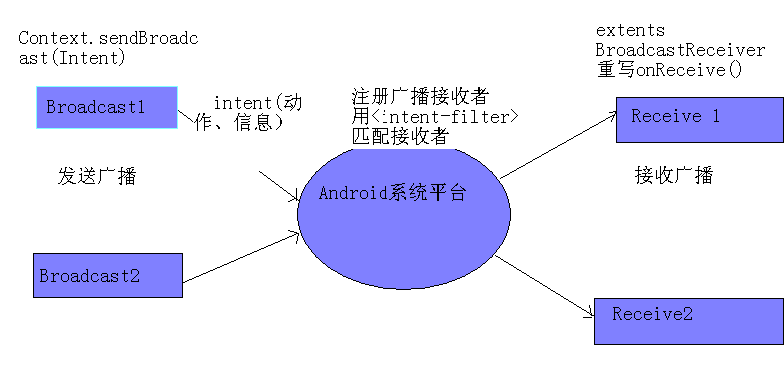 Context.sendBroadc
ast(Intent)
Broadcast1
intent(动
作、信息)
发送广播
Broadcast2
注册广播接收者
用<intent-filter>
匹配接收者
Android系统平台
extents
BroadcastReceiver
重写onReceive()
Receive 1
接收广播
Receive2